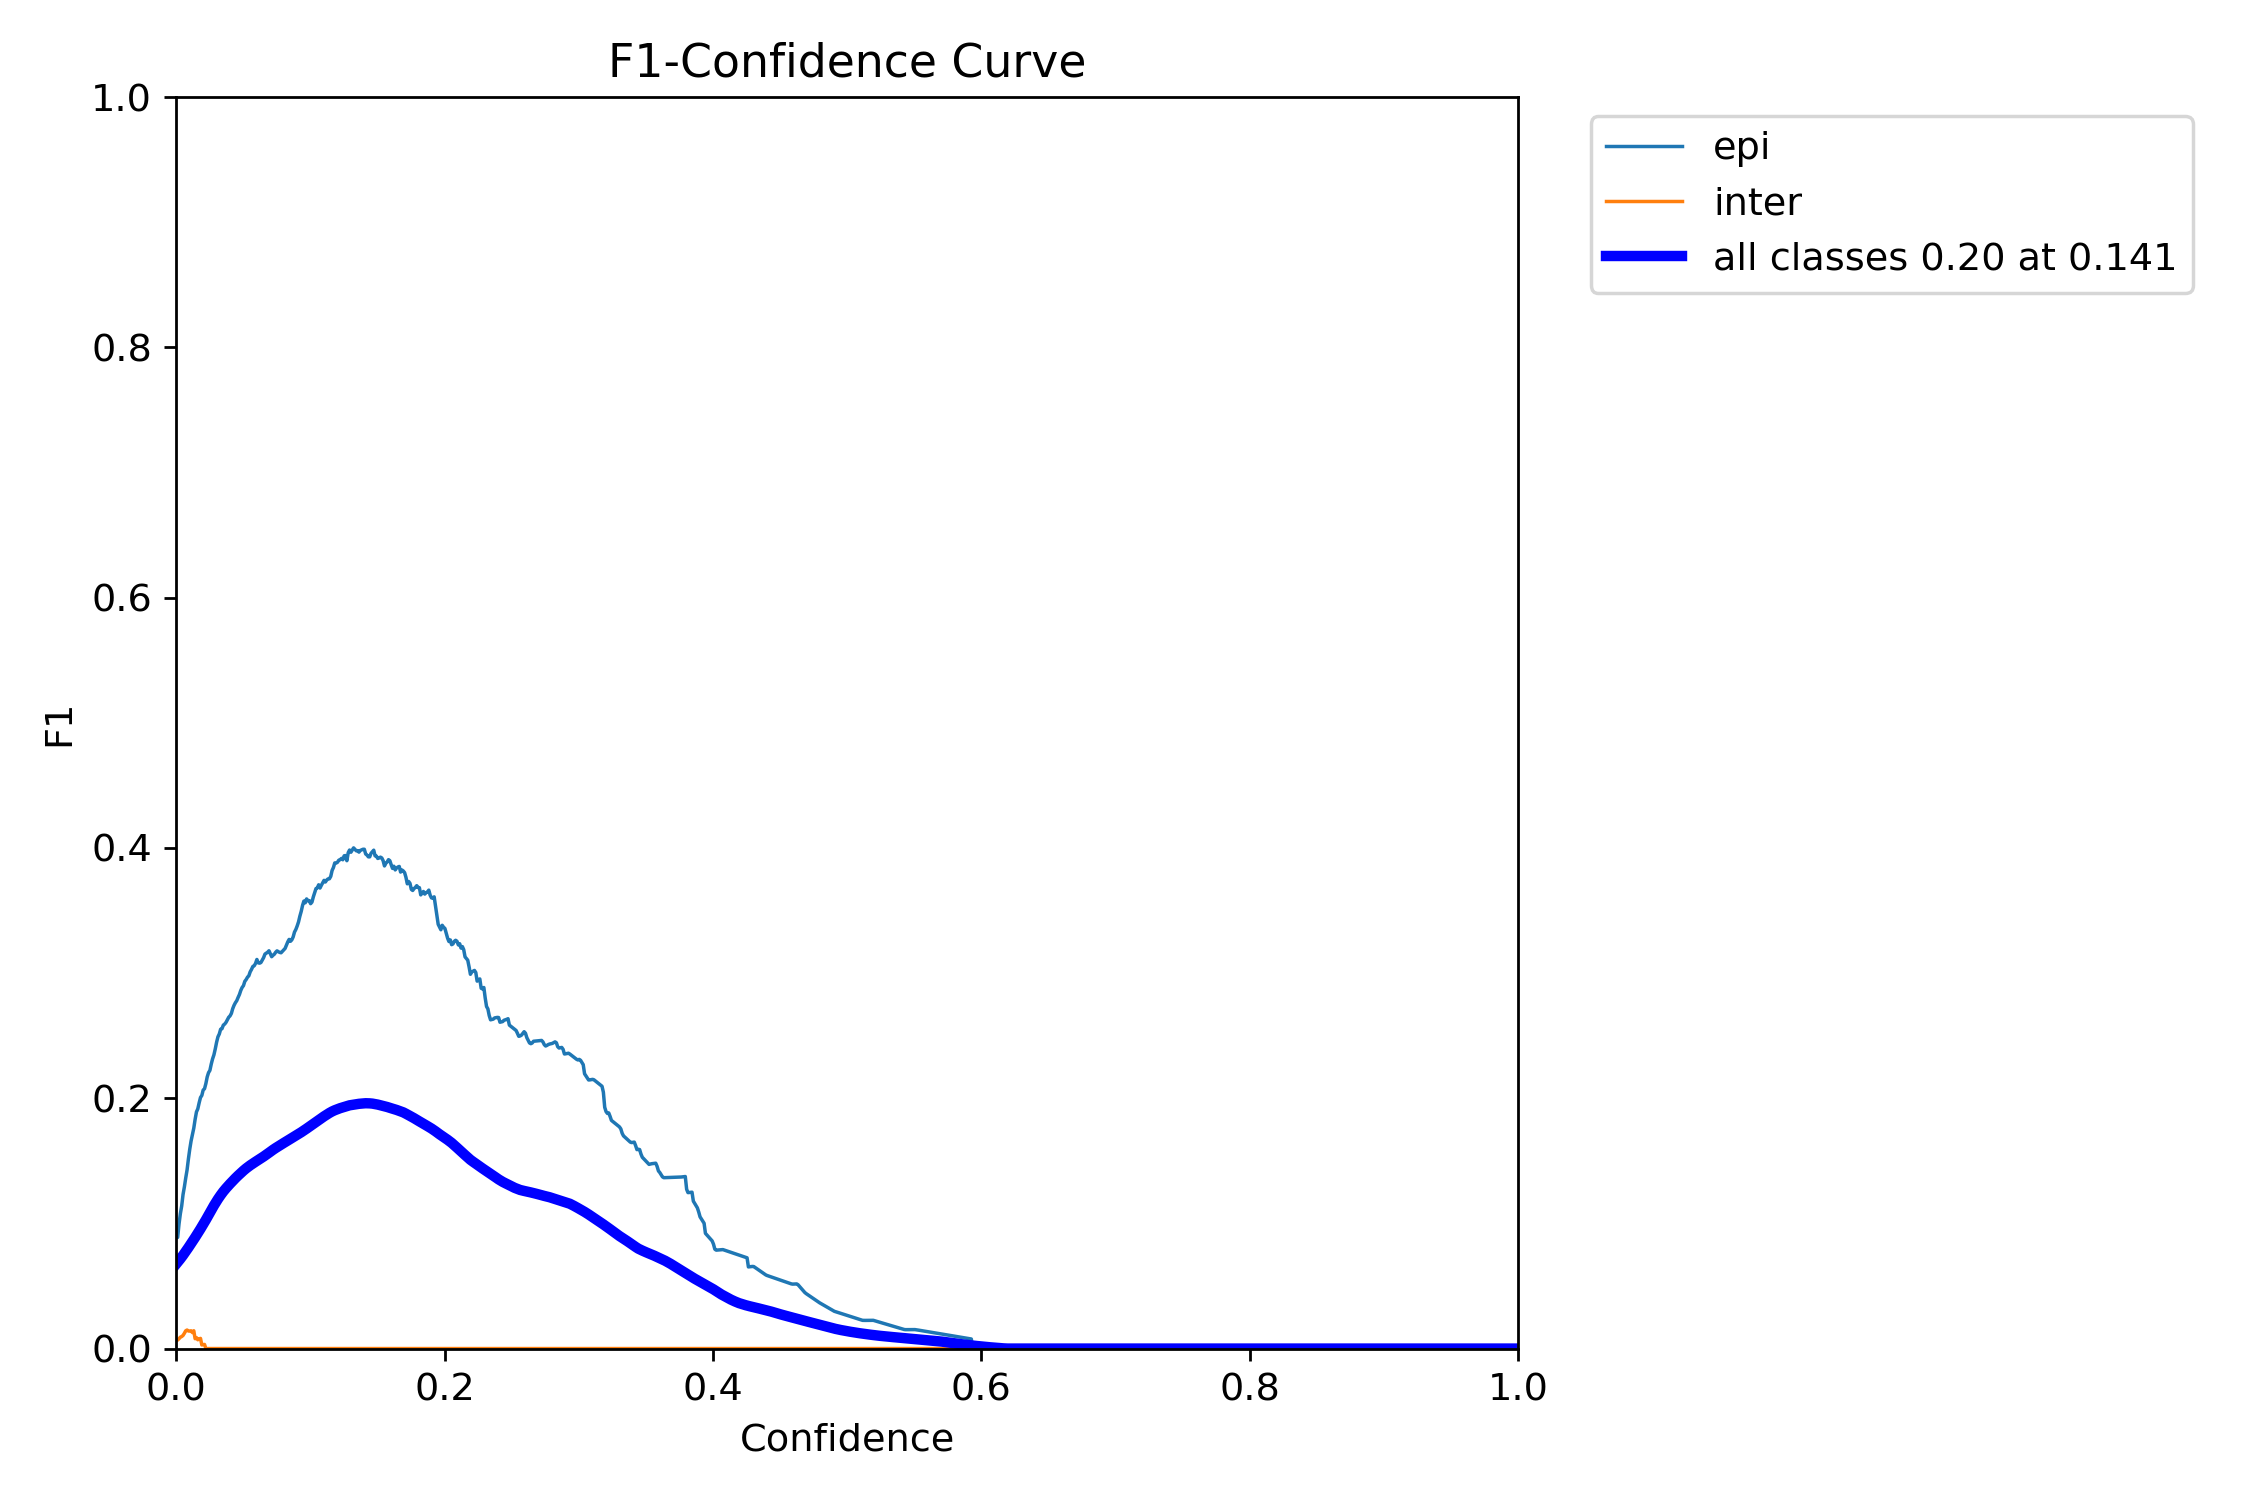 F1-Confidence Curve
1.0
0.8
0.6
0.4
0.2
0.0
F1
0.0 0.2 0.4 0.6 0.8 1.0
Confidence
epi
inter
all classes 0.20 at 0.141